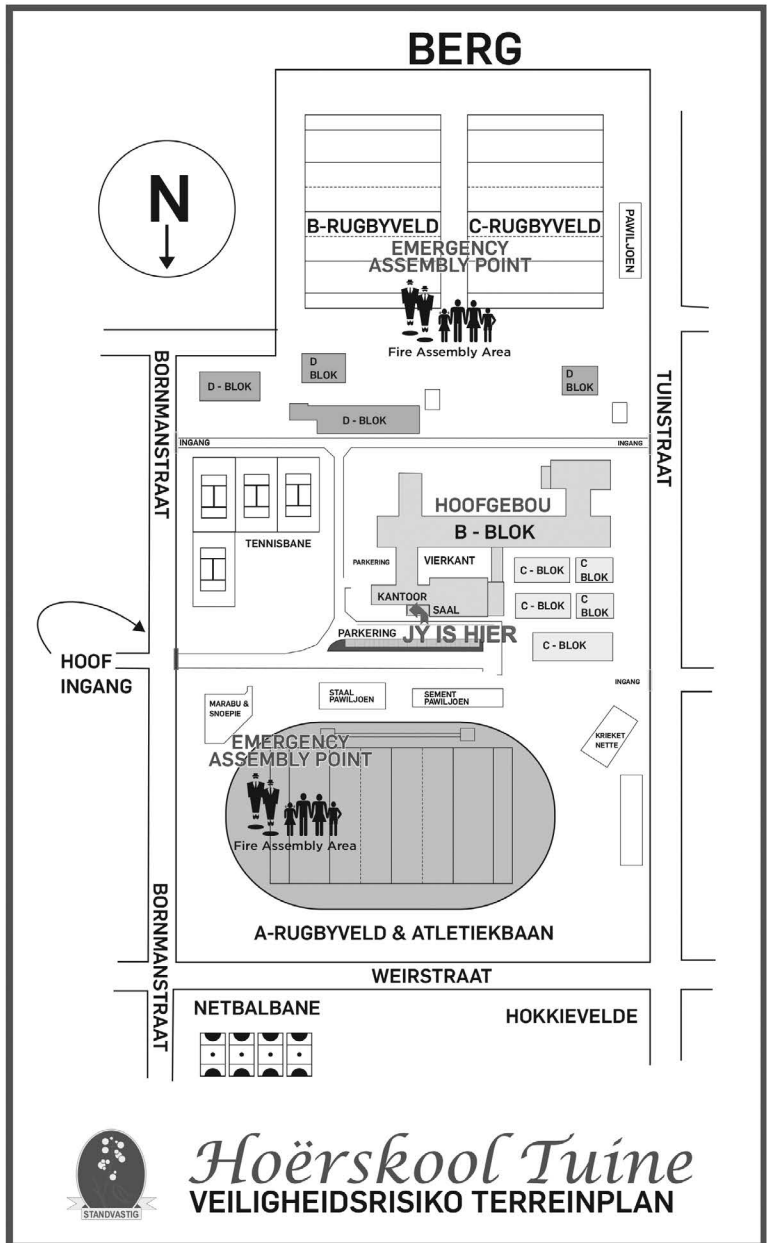 BERG
N
B-RUGBYVELD
C-RUGBYVELD
PAWILJOEN
EMERGENCY
ASSEMBLY POINT
Fire Assembly Area
BORNMANSTRAAT
D - BLOK
D
BLOK
D
BLOK
D - BLOK
TUINSTRAAT
INGANG
INGANG
TENNISBANE
HOOFGEBOU
B - BLOK
PARKERING
VIERKANT
C - BLOK
C
BLOK
KANTOOR
SAAL
C - BLOK
C
BLOK
PARKERING
JY IS HIER
C - BLOK
HOOF
INGANG
INGANG
MARABU &
SNOEPIE
STAAL
PAWILJOEN
SEMENT
PAWILJOEN
KRIEKET
NETTE
EMERGENCY
ASSEMBLY POINT
Fire Assembly Area
BORNMANSTRAAT
A-RUGBYVELD & ATLETIEKBAAN
WEIRSTRAAT
NETBALBANE
HOKKIEVELDE
STANDVASTIG
Hoërskool Tuine
VEILIGHEIDSRISIKO TERREINPLAN